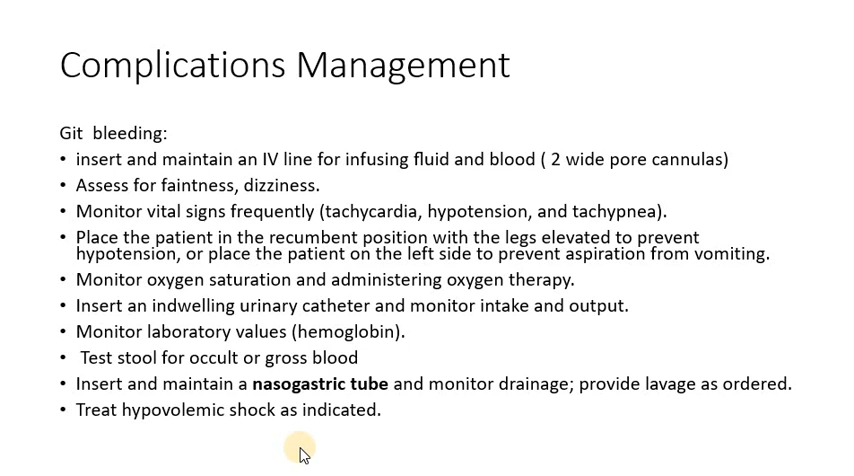 Complications Management
Git bleeding:
• insert and maintain an IV line for infusing fluid and blood ( 2 wide pore cannulas)
• Assess for faintness, dizziness.
• Monitor vital signs frequently (tachycardia, hypotension, and tachypnea).
• Place the patient in the recumbent position with the legs elevated to prevent
hypotension, or place the patient on the left side to prevent aspiration from vomiting.
• Monitor oxygen saturation and administering oxygen therapy.
• Insert an indwelling urinary catheter and monitor intake and output.
• Monitor laboratory values (hemoglobin).
• Test stool for occult or gross blood
• Insert and maintain a nasogastric tube and monitor drainage; provide lavage as ordered.
• Treat hypovolemic shock as indicated.